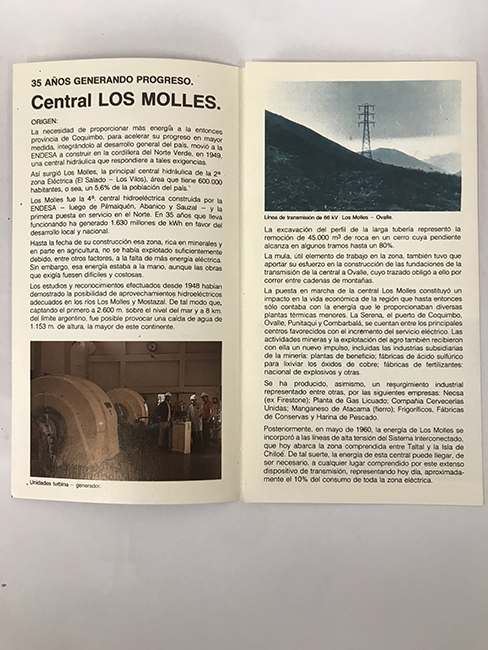 35 AÑOS GENERANDO PROGRESO.
Central LOS MOLLES.
ORIGEN:
La necesidad de proporcionar más energía a la entonces
provincia de Coquimbo, para acelerar su progreso en mayor
medida, integrándolo al desarrollo general del país, movió a la
ENDESA a construir en la cordillera del Norte Verde, en 1949,
una central hidráulica que respondiere a tales exigencias.
Así surgió Los Molles, la principal central hidráulica de la 2ª
zona Eléctrica (El Salado – Los Vilos), área que tiene 600.000
habitantes, o sea, un 5,6% de la población del país.
Los Molles fue la 4ª. central hidroeléctrica construida por la
ENDESA – luego de Pilmaiquén, Abanico y Sauzal – y la
primera puesta en servicio en el Norte. En 35 años que lleva
funcionando ha generado 1.630 millones de kWh en favor del
desarrollo local y nacional.
Hasta la fecha de su construcción esa zona, rica en minerales y
en parte en agricultura, no se había explotado suficientemente
debido, entre otros factores, a la falta de más energía eléctrica.
Sin embargo, esa energía estaba a la mano, aunque las obras
que exigía fuesen difíciles y costosas.
Los estudios y reconocimientos efectuados desde 1948 habían
demostrado la posibilidad de aprovechamientos hidroeléctricos
adecuados en los ríos Los Molles y Mostazal. De tal modo que,
captando el primero a 2.600 m. sobre el nivel del mar y a 8 km.
del límite argentino, fue posible provocar una caída de agua de
1.153 m. de altura, la mayor de este continente.
Unidades turbina – generador.
Línea de transmisión de 66 kV Los Molles – Ovalle.
La excavación del perfil de la larga tubería representó la
remoción de 45.000 m³ de roca en un cerro cuya pendiente
alcanza en algunos tramos hasta un 80%.
La mula, útil elemento de trabajo en la zona, también tuvo que
aportar su esfuerzo en la construcción de las fundaciones de la
transmisión de la central a Ovalle, cuyo trazado obligó a ello por
correr entre cadenas de montañas.
La puesta en marcha de la central Los Molles constituyó un
impacto en la vida económica de la región que hasta entonces
sólo contaba con la energía que le proporcionaban diversas
plantas térmicas menores. La Serena, el puerto de Coquimbo,
Ovalle, Punitaqui y Combarbalá, se cuentan entre los principales
centros favorecidos con el incremento del servicio eléctrico. Las
actividades mineras y la explotación del agro también recibieron
con ella un nuevo impulso, incluidas las industrias subsidiarias
de la minería: plantas de beneficio; fábricas de ácido sulfúrico
para lixiviar los óxidos de cobre; fábricas de fertilizantes:
nacional de explosivos y otras.
Se ha producido, asimismo, un resurgimiento industrial
representado entre otros, por las siguientes empresas: Necsa
(ex Firestone); Planta de Gas Licuado; Compañía Cervecerías
Unidas; Manganeso de Atacama (fierro); Frigoríficos, Fábricas
de Conservas y Harina de Pescado.
Posteriormente, en mayo de 1960, la energía de Los Molles se
incorporó a las líneas de alta tensión del Sistema Interconectado,
que hoy abarca la zona comprendida entre Taltal y la Isla de
Chiloé. De tal suerte, la energía de esta central puede llegar, de
ser necesario, a cualquier lugar comprendido por este extenso
dispositivo de transmisión, representando hoy día, aproximada-
mente el 10% del consumo de toda la zona eléctrica.